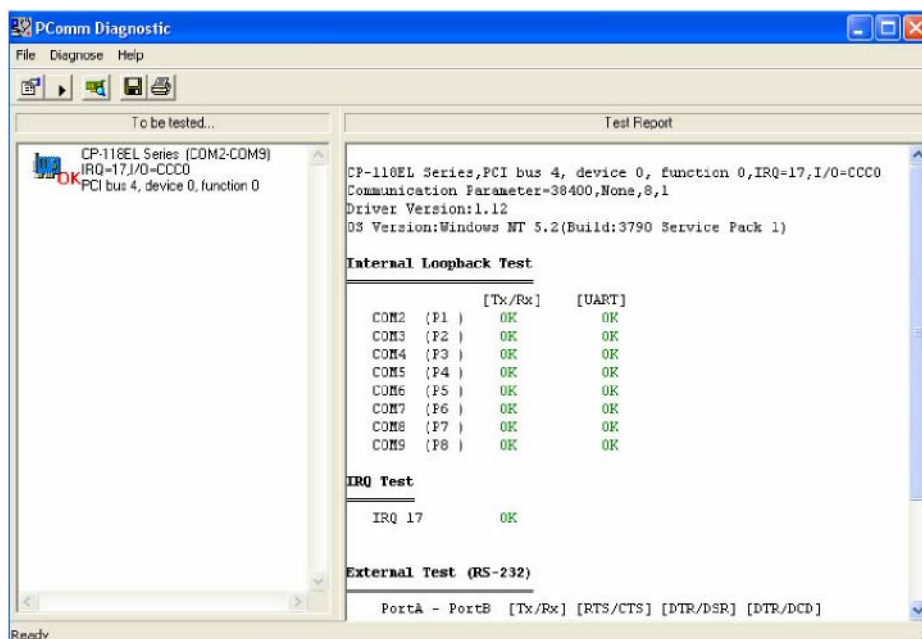 PComm Diagnostic
File Diagnose Help
To be tested...
CP-118EL Series (COM2-COM9)
IRQ=17,I/O=CCC0
PCI bus 4, device 0, function 0
OK
Test Report
CP-118EL Series,PCI bus 4, device 0, function 0,IRQ=17,I/O=CCC0
Communication Parameter=38400,None,8,1
Driver Version:1.12
OS Version:Windows NT 5.2(Build:3790 Service Pack 1)
Internal Loopback Test
[Tx/Rx] [UART]
COM2 (P1 ) OK OK
COM3 (P2 ) OK OK
COM4 (P3 ) OK OK
COM5 (P4 ) OK OK
COM6 (P5 ) OK OK
COM7 (P6 ) OK OK
COM8 (P7 ) OK OK
COM9 (P8 ) OK OK
IRQ Test
IRQ 17 OK
External Test (RS-232)
PortA - PortB [Tx/Rx] [RTS/CTS] [DTR/DSR] [DTR/DCD]
Ready